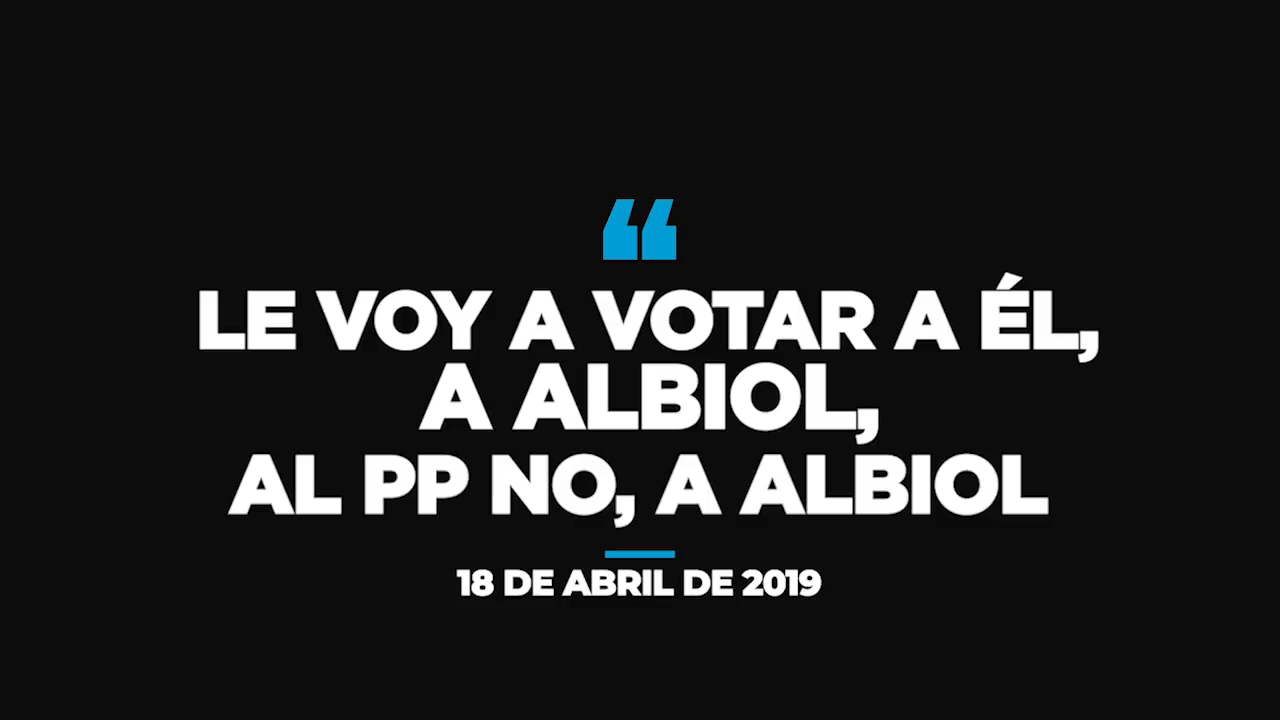 “
LE VOY A VOTAR A ÉL,
A ALBIOL,
AL PP NO, A ALBIOL
18 DE ABRIL DE 2019